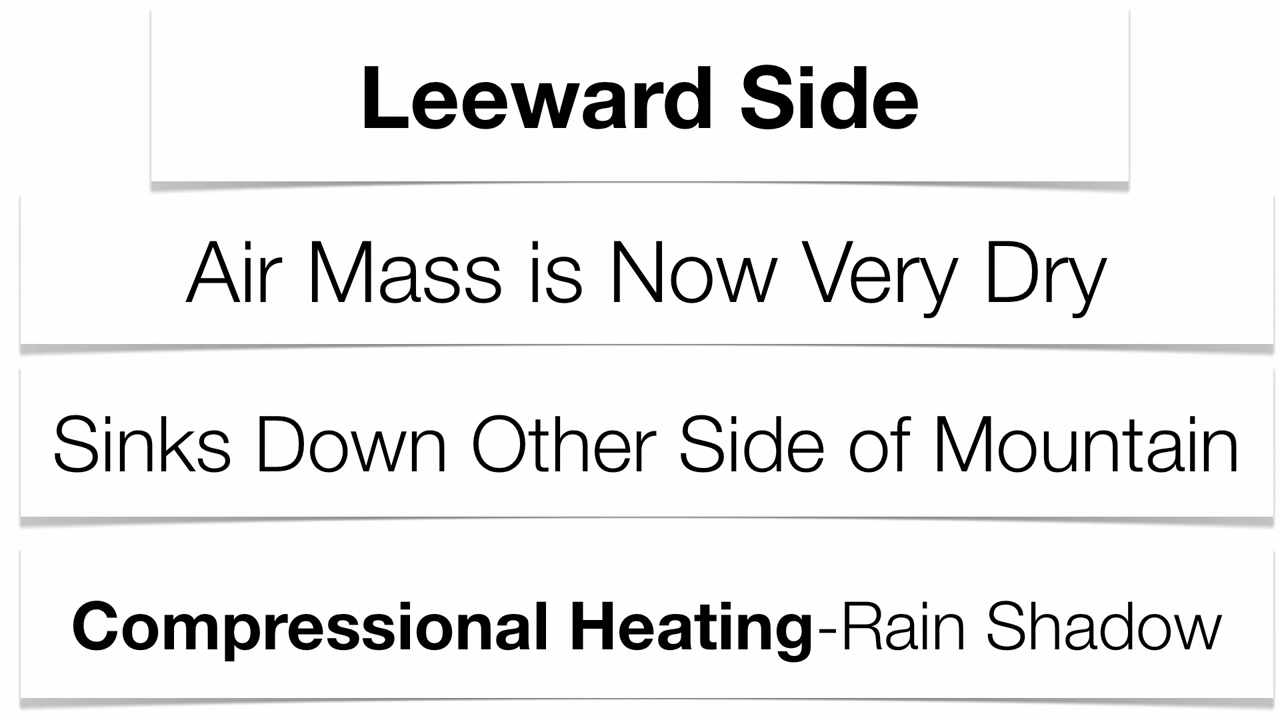 Leeward Side
Air Mass is Now Very Dry
Sinks Down Other Side of Mountain
Compressional Heating-Rain Shadow